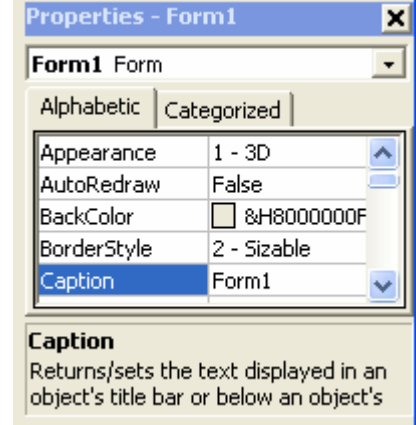 Properties - Form1
Form1 Form
Alphabetic Categorized
Appearance 1 - 3D
AutoRedraw False
BackColor &H8000000F
BorderStyle 2 - Sizable
Caption Form1
Caption
Returns/sets the text displayed in an
object's title bar or below an object's